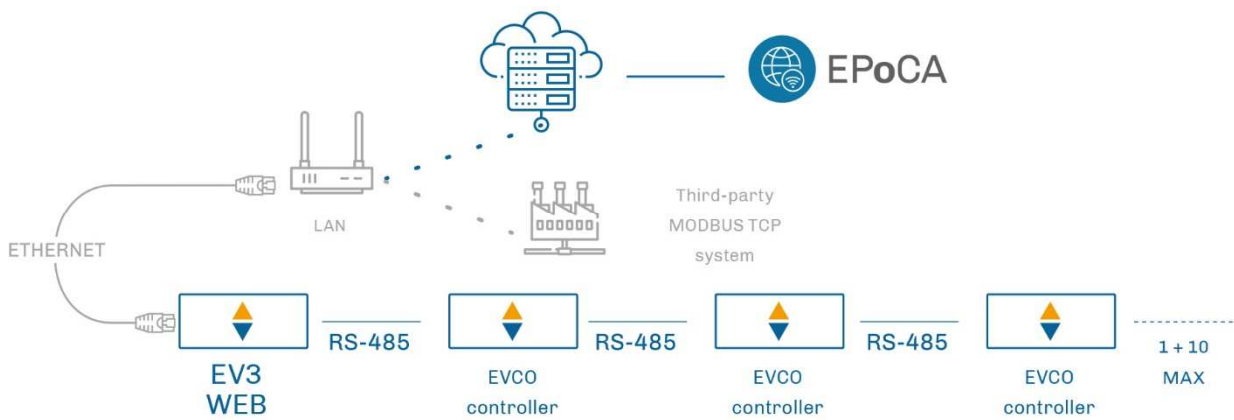 EPoCA
LAN
Third-party
MODBUS TCP
system
ETHERNET
RS-485
RS-485
RS-485
EV3
WEB
EVCO
controller
EVCO
controller
EVCO
controller
1 + 10
MAX